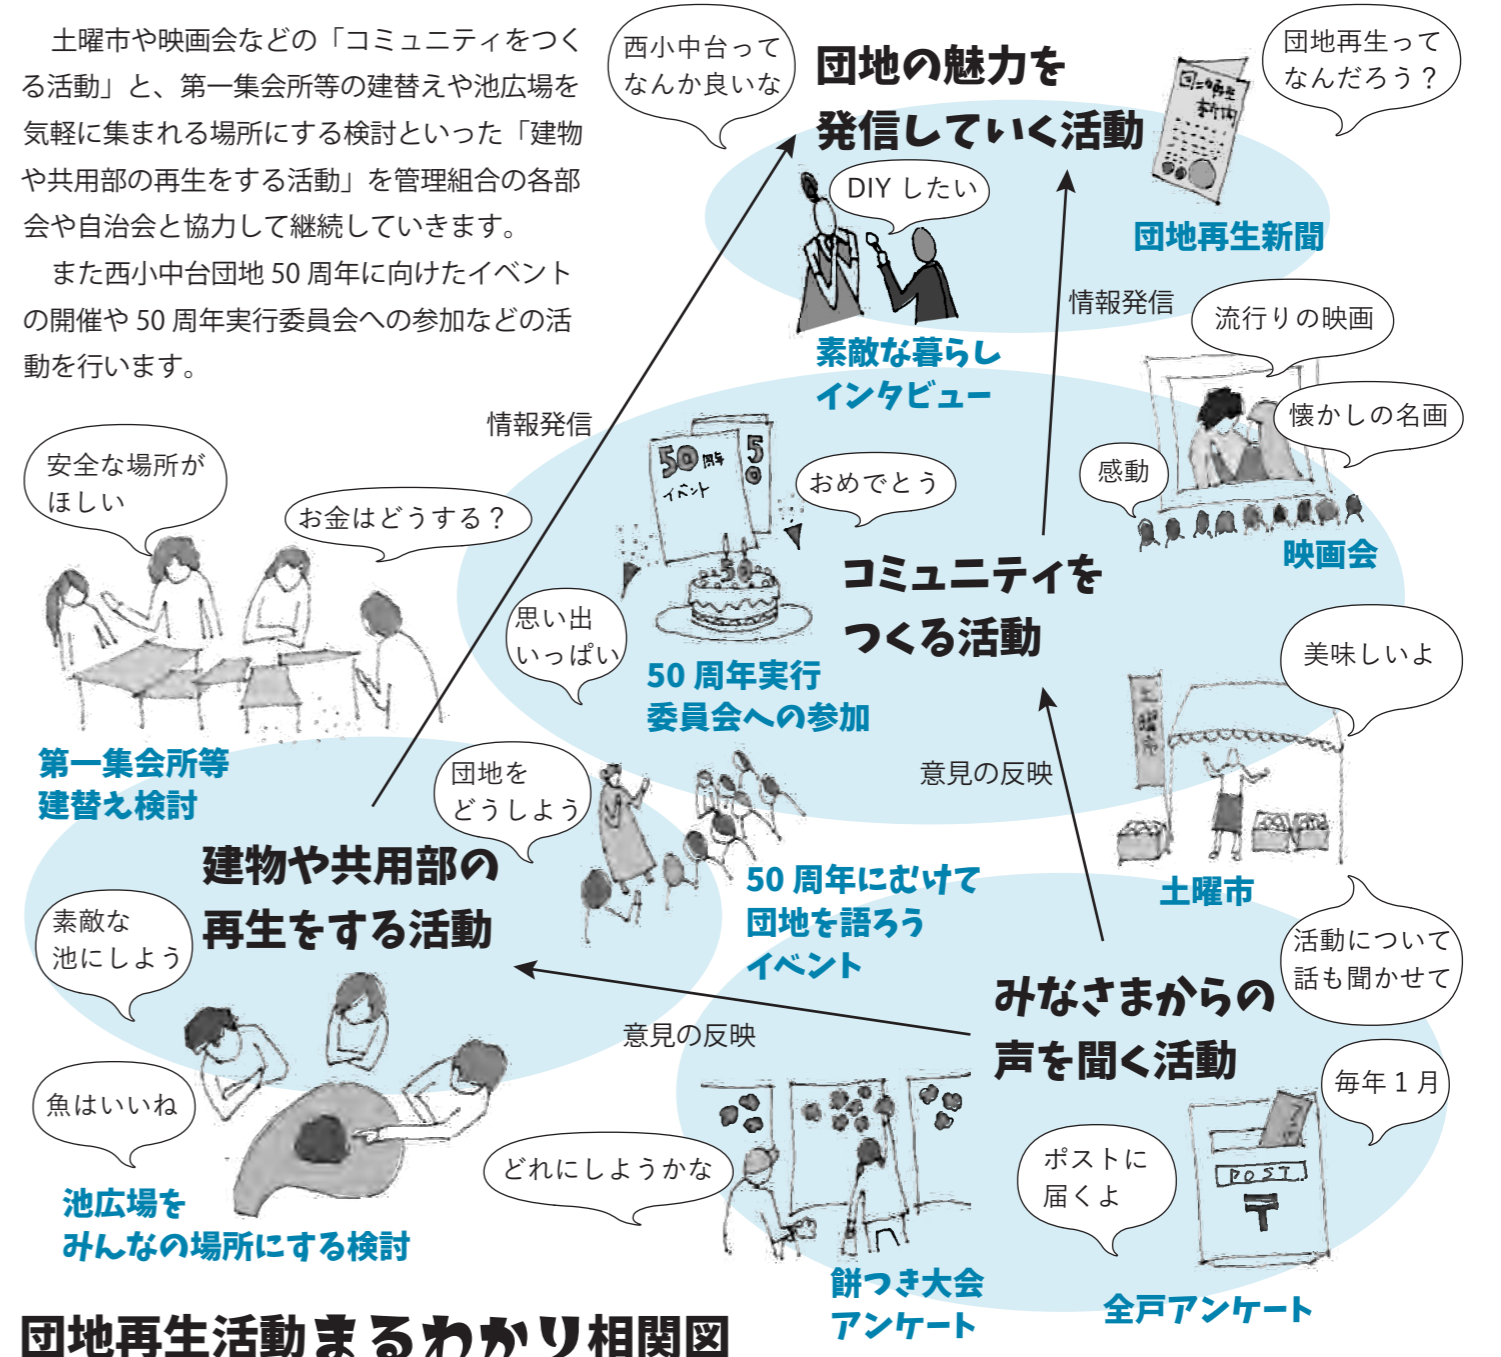 土曜市や映画会などの「コミュニティをつく
る活動」と、第一集会所等の建替えや池広場を
気軽に集まれる場所にする検討といった「建物
や共用部の再生をする活動」を管理組合の各部
会や自治会と協力して継続していきます。
また西小中台団地 50 周年に向けたイベント
の開催や 50 周年実行委員会への参加などの活
動を行います。
西小中台って
なんか良いな
団地の魅力を
発信していく活動
団地再生って
なんだろう？
DIY したい
団地再生新聞
素敵な暮らし
インタビュー
情報発信
情報発信
流行りの映画
懐かしの名画
感動
映画会
50周年
イベント
50
おめでとう
50
思い出
いっぱい
50 周年実行
委員会への参加
コミュニティを
つくる活動
安全な場所が
ほしい
お金はどうする？
第一集会所等
建替え検討
美味しいよ
土曜市
土曜市
活動について
話も聞かせて
意見の反映
団地を
どうしよう
50 周年にむけて
団地を語ろう
イベント
建物や共用部の
再生をする活動
素敵な
池にしよう
魚はいいね
池広場を
みんなの場所にする検討
意見の反映
みなさまからの
声を聞く活動
毎年 1 月
ポストに
届くよ
POST
〒
全戸アンケート
どれにしようかな
餅つき大会
アンケート
団地再生活動まるわかり相関図